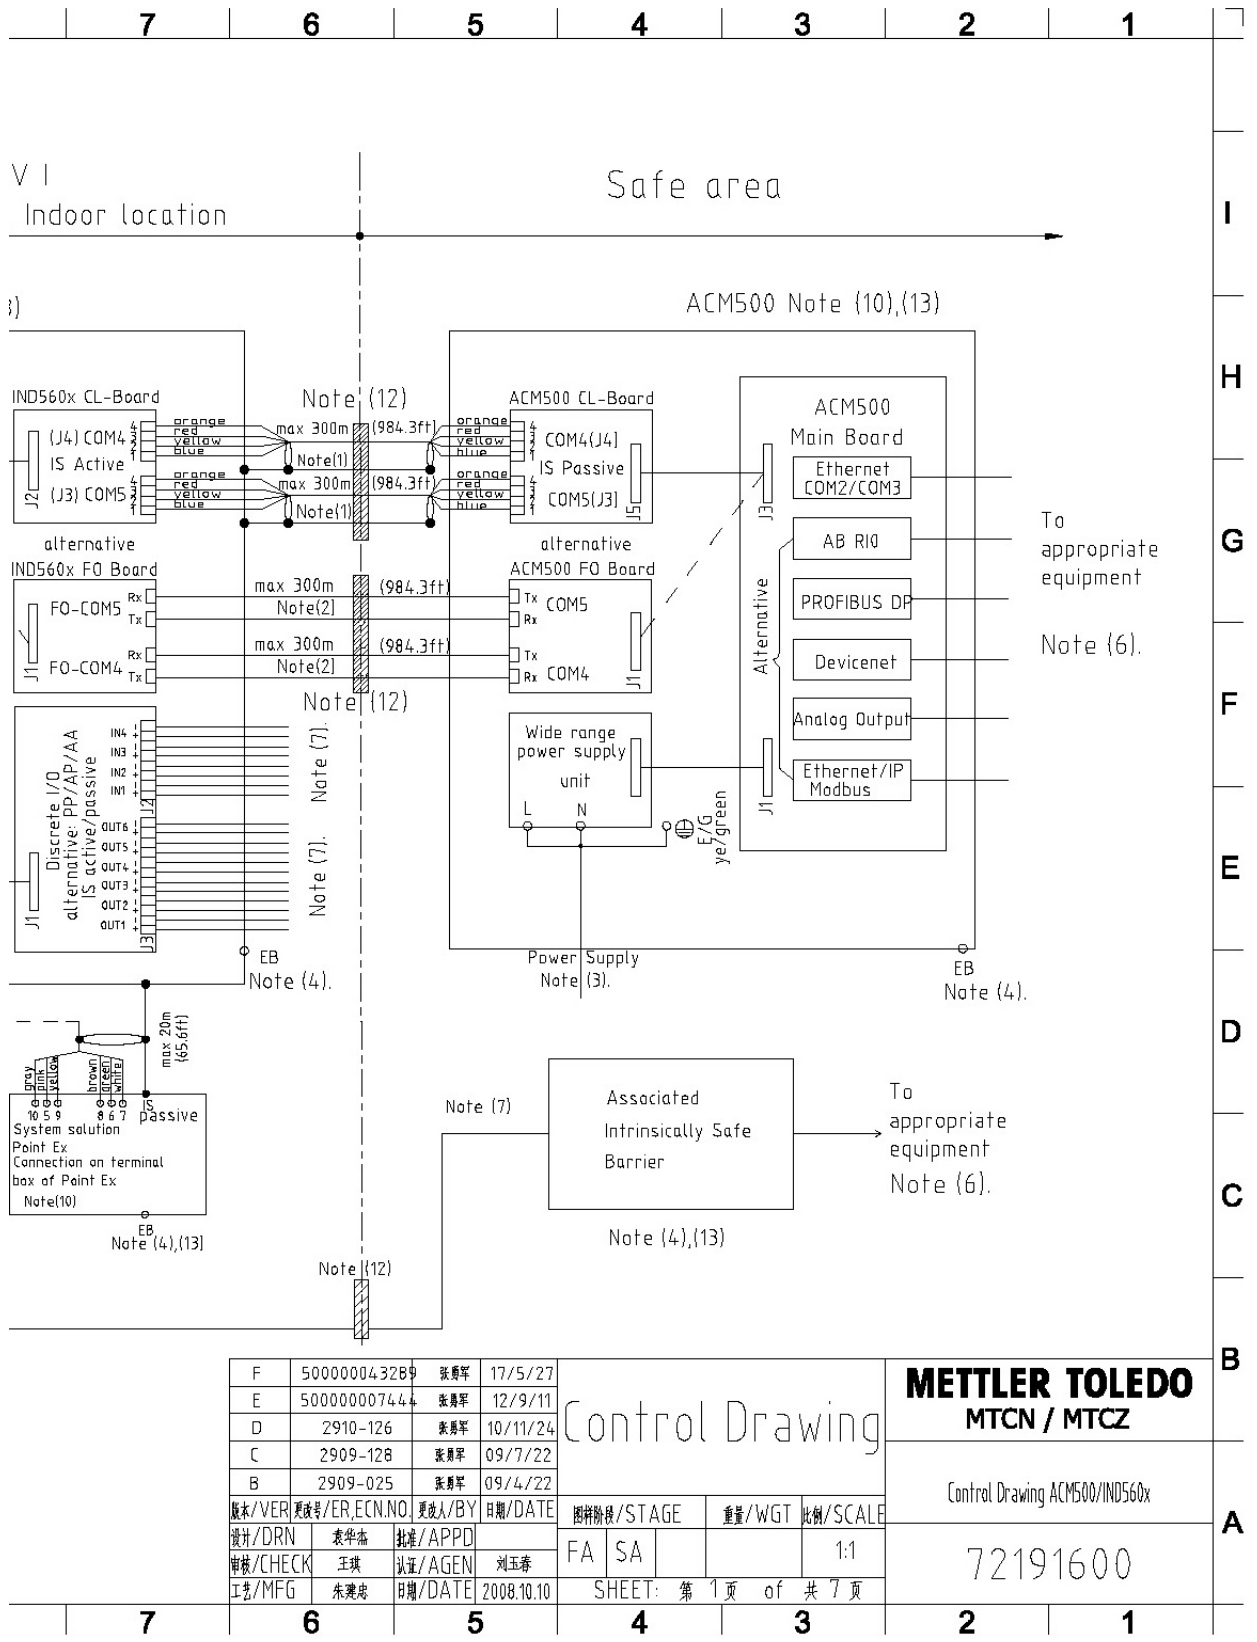 7 6 5 4 3 2 1
V I
Safe area
Indoor location
I
3)
ACM500 Note (10),(13)
H
IND560x CL-Board
(J4) COM4
IS Active
(J3) COM5
J2
4
3
2
1
4
3
2
1
orange
red
yellow
blue
orange
red
yellow
blue
Note (12)
max 300m (984.3ft)
Note(1)
max 300m (984.3ft)
Note(1)
orange
red
yellow
blue
orange
red
yellow
blue
4
3
2
1
4
3
2
1
ACM500 CL-Board
COM4(J4]
IS Passive
COM5(J3]
J5
ACM500
Main Board
Ethernet
COM2/COM3
J3
AB RIO
PROFIBUS DP
Devicenet
Analog Output
Ethernet/IP
Modbus
Alternative
J1
To
appropriate
equipment
Note (6).
G
alternative
IND560x FO Board
FO-COM5
FO-COM4
J1
Rx
Tx
Rx
Tx
max 300m (984.3ft)
Note(2]
max 300m (984.3ft)
Note(2]
Note (12)
alternative
ACM500 FO Board
Tx
Rx
COM5
Tx
Rx
COM4
J1
F
Discrete I/O
alternative: PP/AP/AA
IS active/passive
IN4 +
IN3 +
IN2 +
IN1 +
J2
OUT6
OUT5
OUT4
OUT3
OUT2
OUT1
J3
J1
Note (7).
Note (7).
Wide range
power supply
unit
L N
E/G
ye/green
E
EB
Note (4).
Power Supply
Note (3).
EB
Note (4).
D
max 20m
(65.6ft)
gray
pink
yellow
brown
green
white
10 5 9 8 6 7
IS
passive
System solution
Point Ex
Connection on terminal
box of Point Ex
Note(10)
EB
Note (4),(13]
Note (7)
Associated
Intrinsically Safe
Barrier
Note (4),(13)
To
appropriate
equipment
Note (6).
C
Note (12)
B
F 500000043289 张勇军 17/5/27
E 500000007444 张勇军 12/9/11
D 2910-126 张勇军 10/11/24
C 2909-128 张勇军 09/7/22
B 2909-025 张勇军 09/4/22
版本/VER 更改号/ER,ECN.NO. 更改人/BY 日期/DATE
设计/DRN 袁华杰 批准/APPD
审核/CHECK 王琪 认证/AGEN 刘玉春
工艺/MFG 朱建忠 日期/DATE 2008.10.10
Control Drawing
图样阶段/STAGE 重量/WGT 比例/SCALE
FA SA 1:1
SHEET: 第 1页 of 共 7 页
METTLER TOLEDO
MTCN / MTCZ
Control Drawing ACM500/IND560x
72191600
A
7 6 5 4 3 2 1